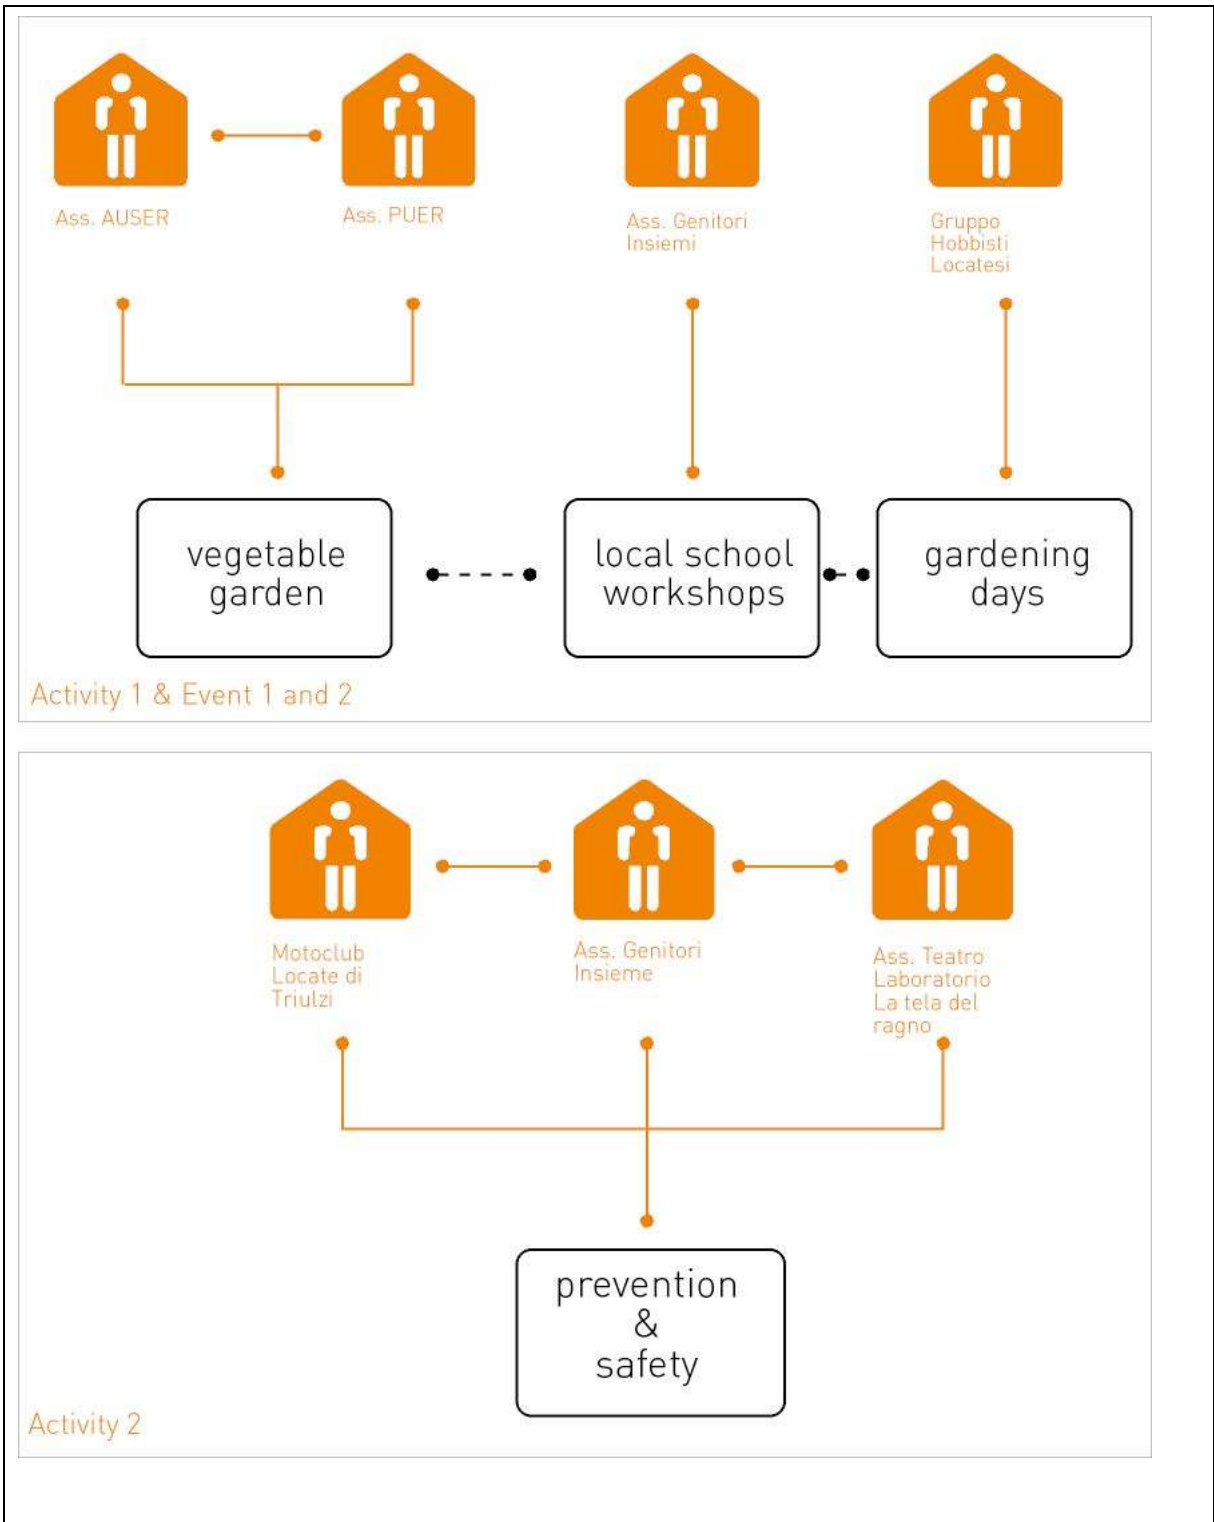 Ass. AUSER
Ass. PUER
Ass. Genitori
Insiemi
Gruppo
Hobbisti
Locatesi
vegetable
garden
local school
workshops
gardening
days
Activity 1 & Event 1 and 2
Motoclub
Locate di
Triulzi
Ass. Genitori
Insieme
Ass. Teatro
Laboratorio
La tela del
ragno
prevention
&
safety
Activity 2